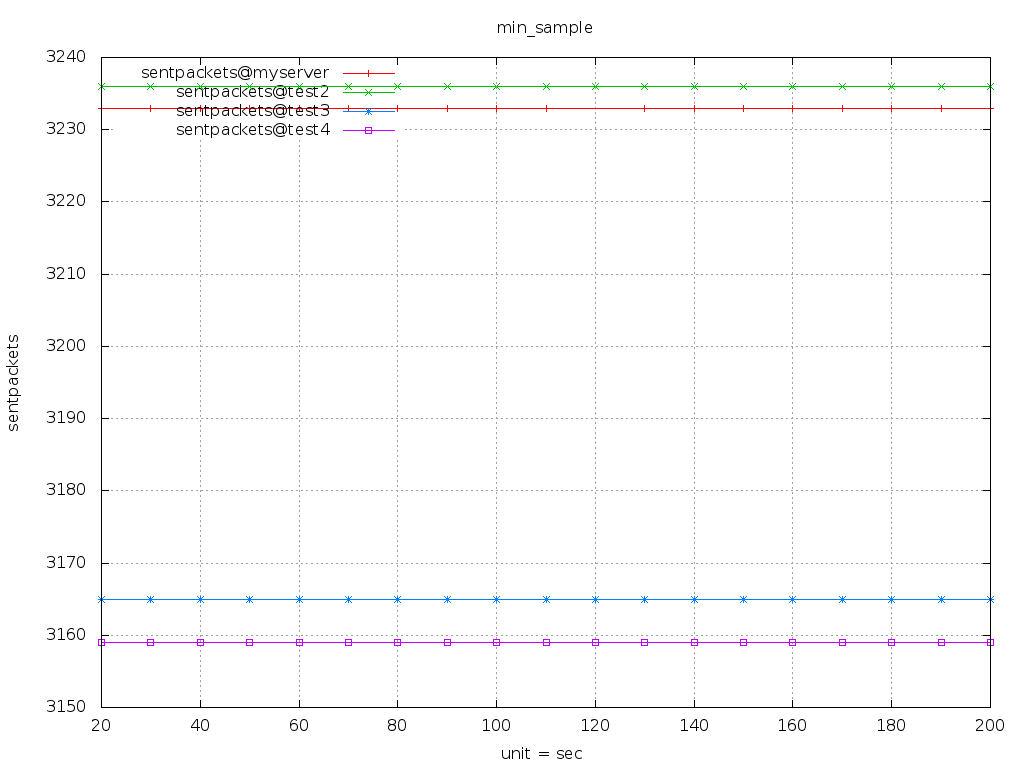 min_sample
3240
sentpackets@myserver
sentpackets@test2
sentpackets@test3
sentpackets@test4
3230
3220
3210
3200
3190
3180
3170
3160
3150
sentpackets
20 40 60 80 100 120 140 160 180 200
unit = sec